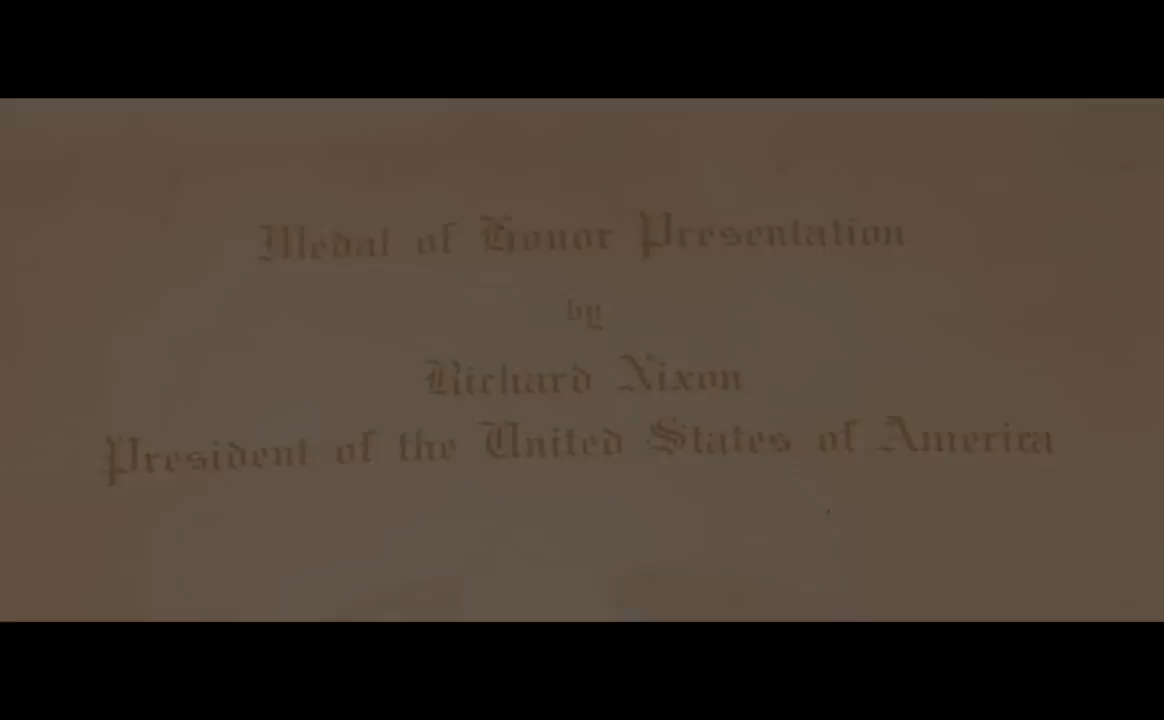 Medal of Honor Presentation
by
Richard Nixon
President of the United States of America